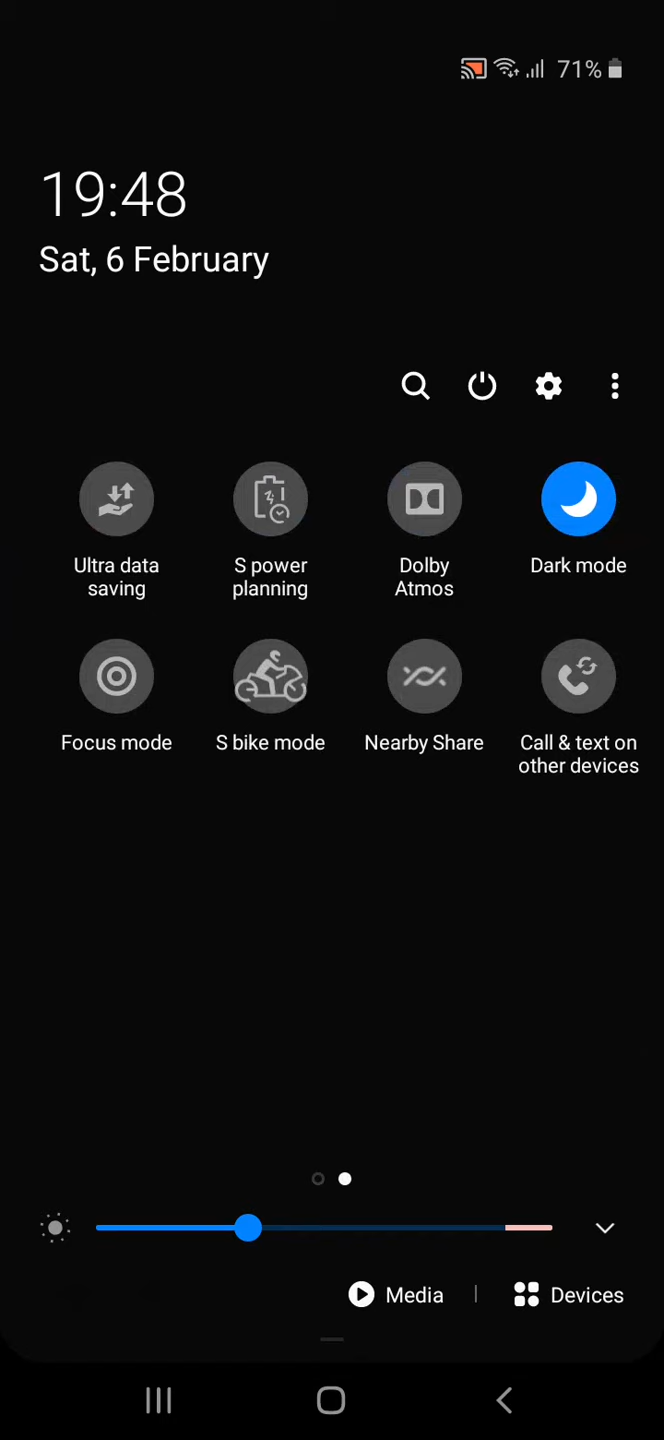 71%
19:48
Sat, 6 February
Ultra data
saving
S power
planning
Dolby
Atmos
Dark mode
Focus mode
S bike mode
Nearby Share
Call & text on
other devices
Media
Devices